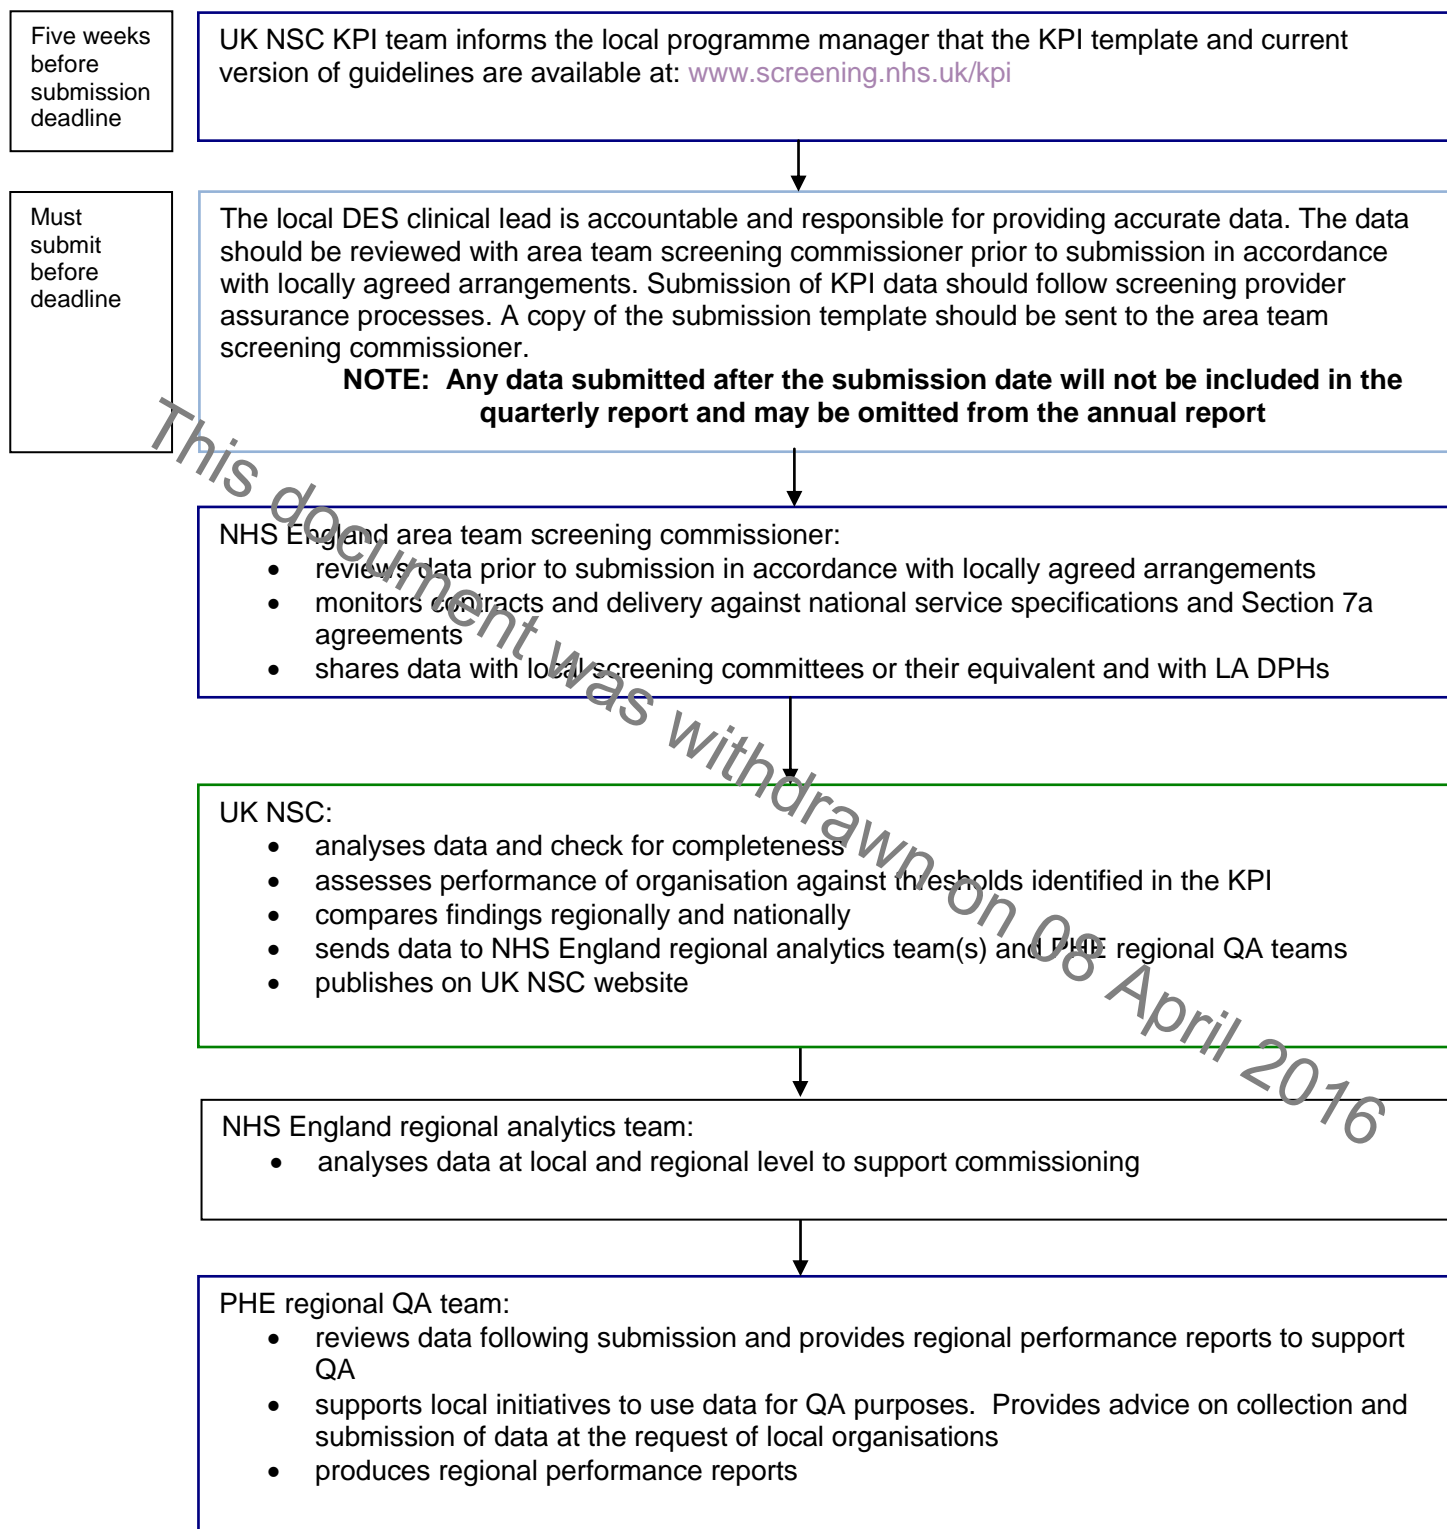 Five weeks
before
submission
deadline
UK NSC KPI team informs the local programme manager that the KPI template and current
version of guidelines are available at: www.screening.nhs.uk/kpi
Must
submit
before
deadline
The local DES clinical lead is accountable and responsible for providing accurate data. The data
should be reviewed with area team screening commissioner prior to submission in accordance
with locally agreed arrangements. Submission of KPI data should follow screening provider
assurance processes. A copy of the submission template should be sent to the area team
screening commissioner.
NOTE: Any data submitted after the submission date will not be included in the
quarterly report and may be omitted from the annual report
NHS England area team screening commissioner:
• reviews data prior to submission in accordance with locally agreed arrangements
• monitors contracts and delivery against national service specifications and Section 7a
agreements
• shares data with local screening committees or their equivalent and with LA DPHs
UK NSC:
• analyses data and check for completeness
• assesses performance of organisation against thresholds identified in the KPI
• compares findings regionally and nationally
• sends data to NHS England regional analytics team(s) and PHE regional QA teams
• publishes on UK NSC website
NHS England regional analytics team:
• analyses data at local and regional level to support commissioning
PHE regional QA team:
• reviews data following submission and provides regional performance reports to support
QA
• supports local initiatives to use data for QA purposes. Provides advice on collection and
submission of data at the request of local organisations
• produces regional performance reports
This document was withdrawn on 08 April 2016